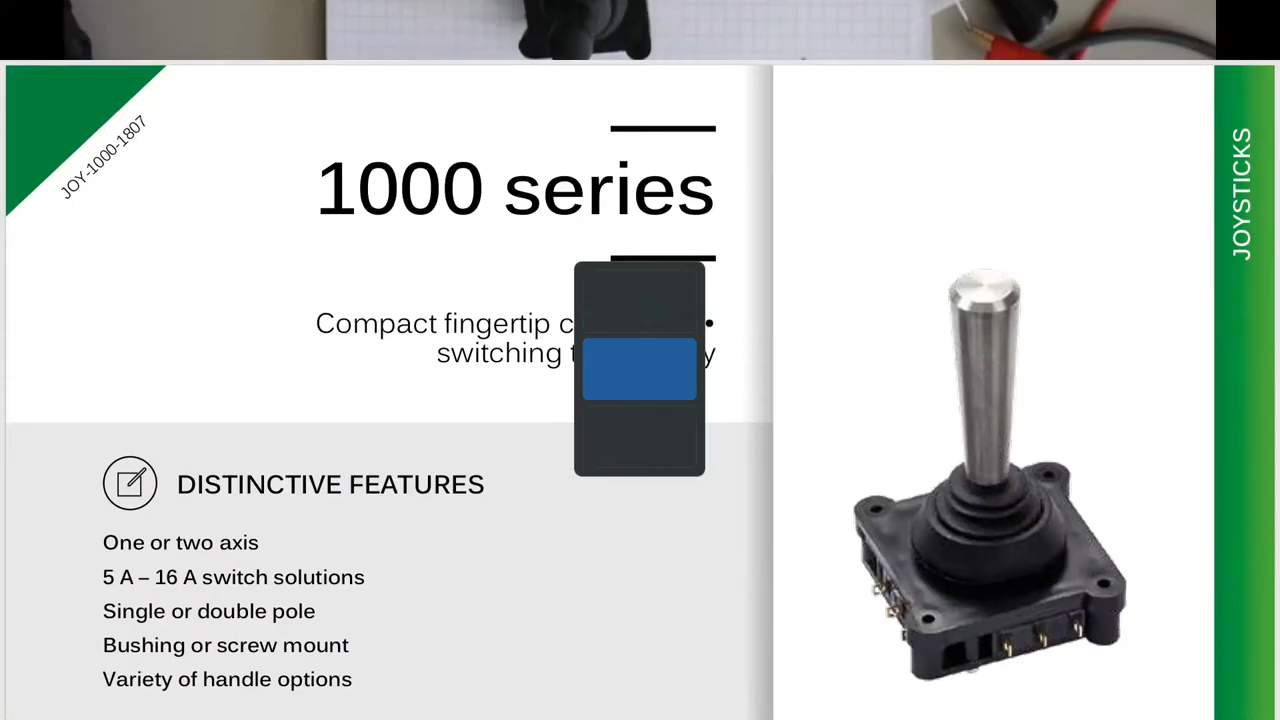 JOY-1000-1807
1000 series
Compact fingertip •
switching
DISTINCTIVE FEATURES
One or two axis
5 A – 16 A switch solutions
Single or double pole
Bushing or screw mount
Variety of handle options
JOYSTICKS